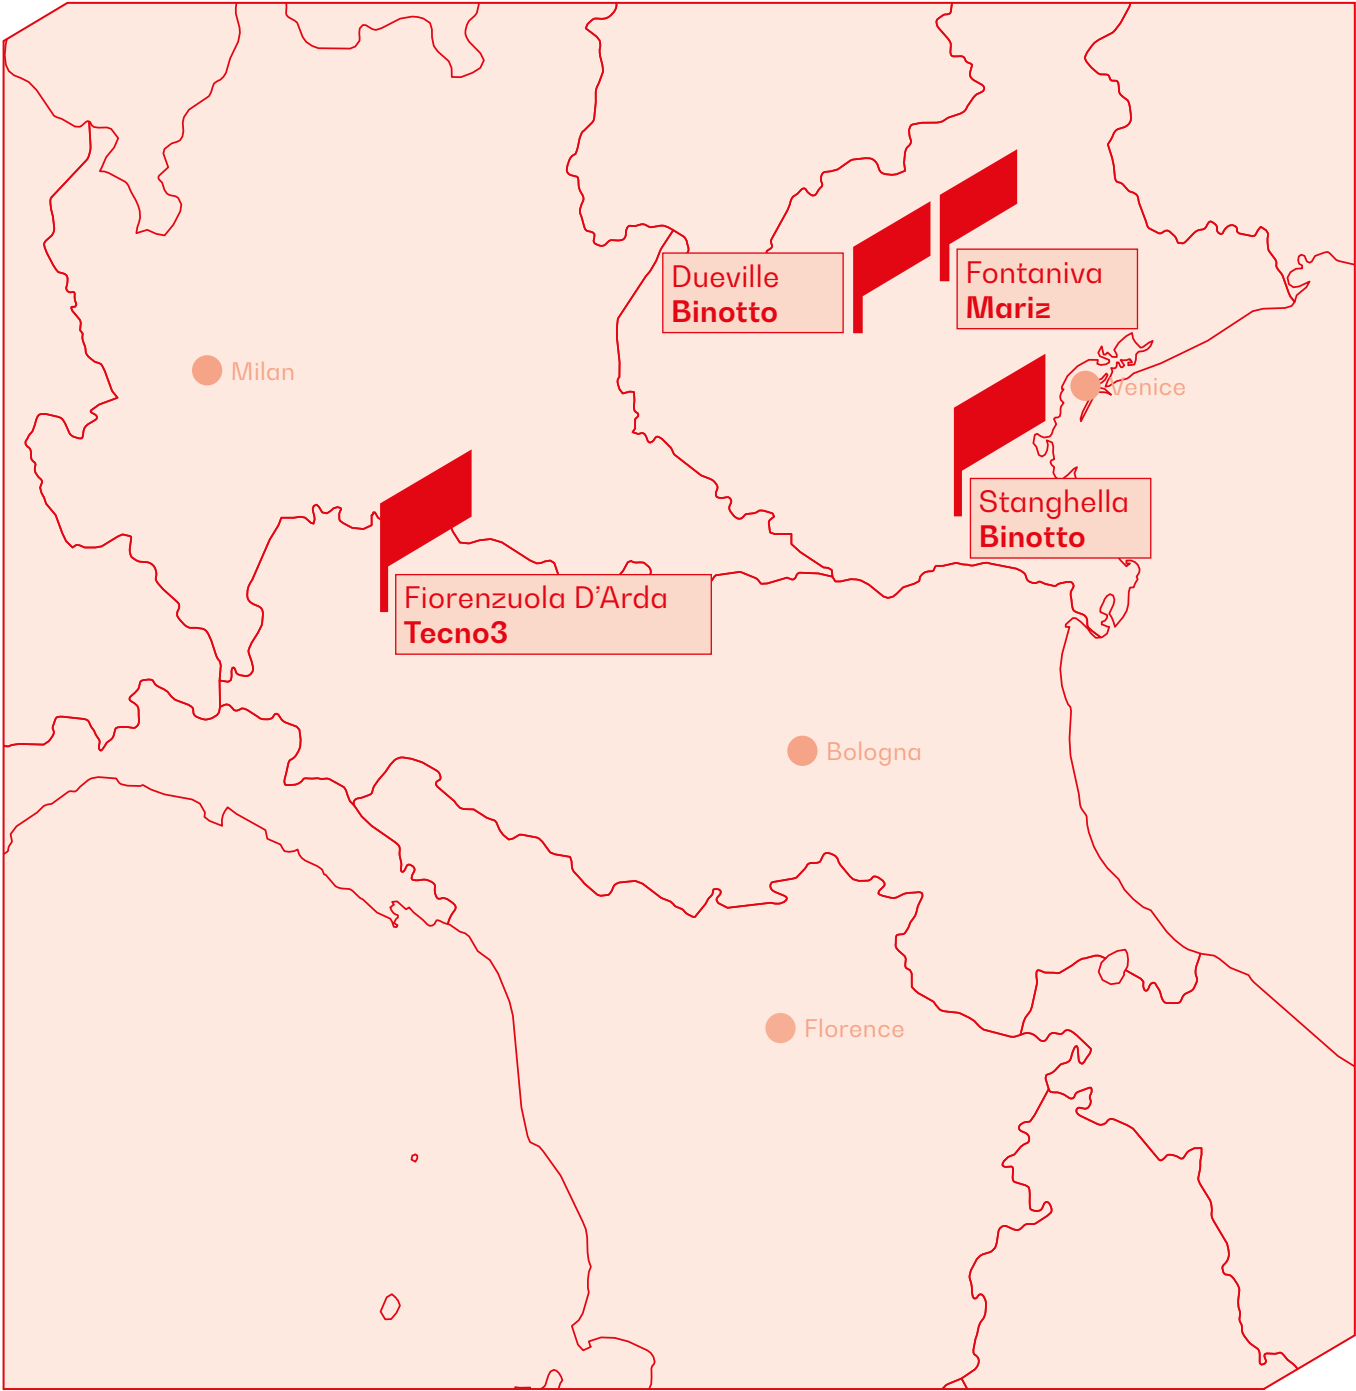 Dueville
Binotto
Fontaniva
Mariz
Milan
Venice
Stanghella
Binotto
Fiorenzuola D’Arda
Tecno3
Bologna
Florence